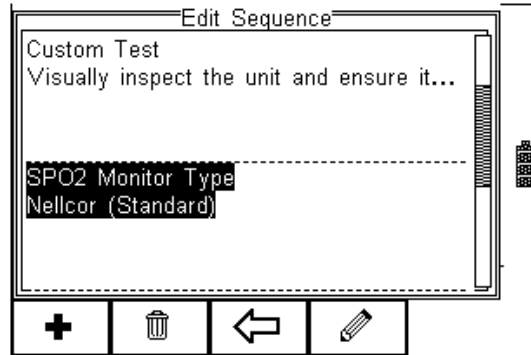 Edit Sequence
Custom Test
Visually inspect the unit and ensure it...
SPO2 Monitor Type
Nellcor (Standard)